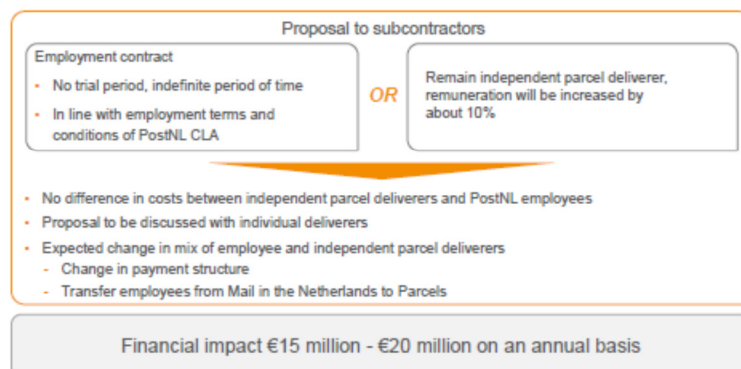 Proposal to subcontractors
Employment contract
• No trial period, indefinite period of time
• In line with employment terms and
conditions of PostNL CLA
OR
Remain independent parcel deliverer,
remuneration will be increased by
about 10%
• No difference in costs between independent parcel deliverers and PostNL employees
• Proposal to be discussed with individual deliverers
• Expected change in mix of employee and independent parcel deliverers
- Change in payment structure
- Transfer employees from Mail in the Netherlands to Parcels
Financial impact €15 million - €20 million on an annual basis